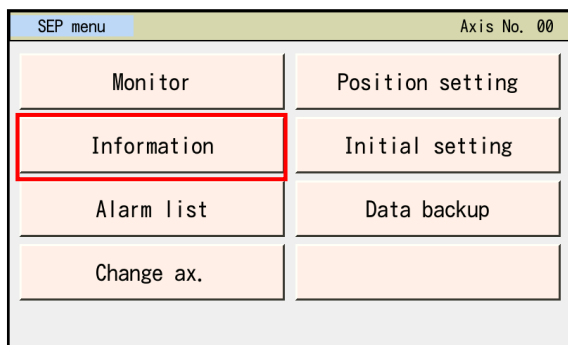 SEP menu Axis No. 00
Monitor Position setting
Information Initial setting
Alarm list Data backup
Change ax.